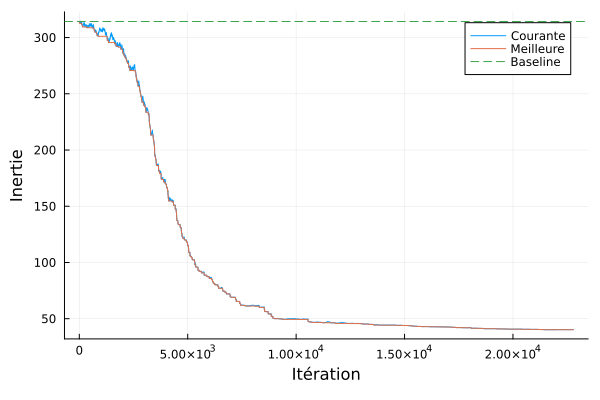 Courante
Meilleure
Baseline
300
250
200
150
100
50
Inertie
0
5.00×10³
1.00×10⁴
1.50×10⁴
2.00×10⁴
Itération